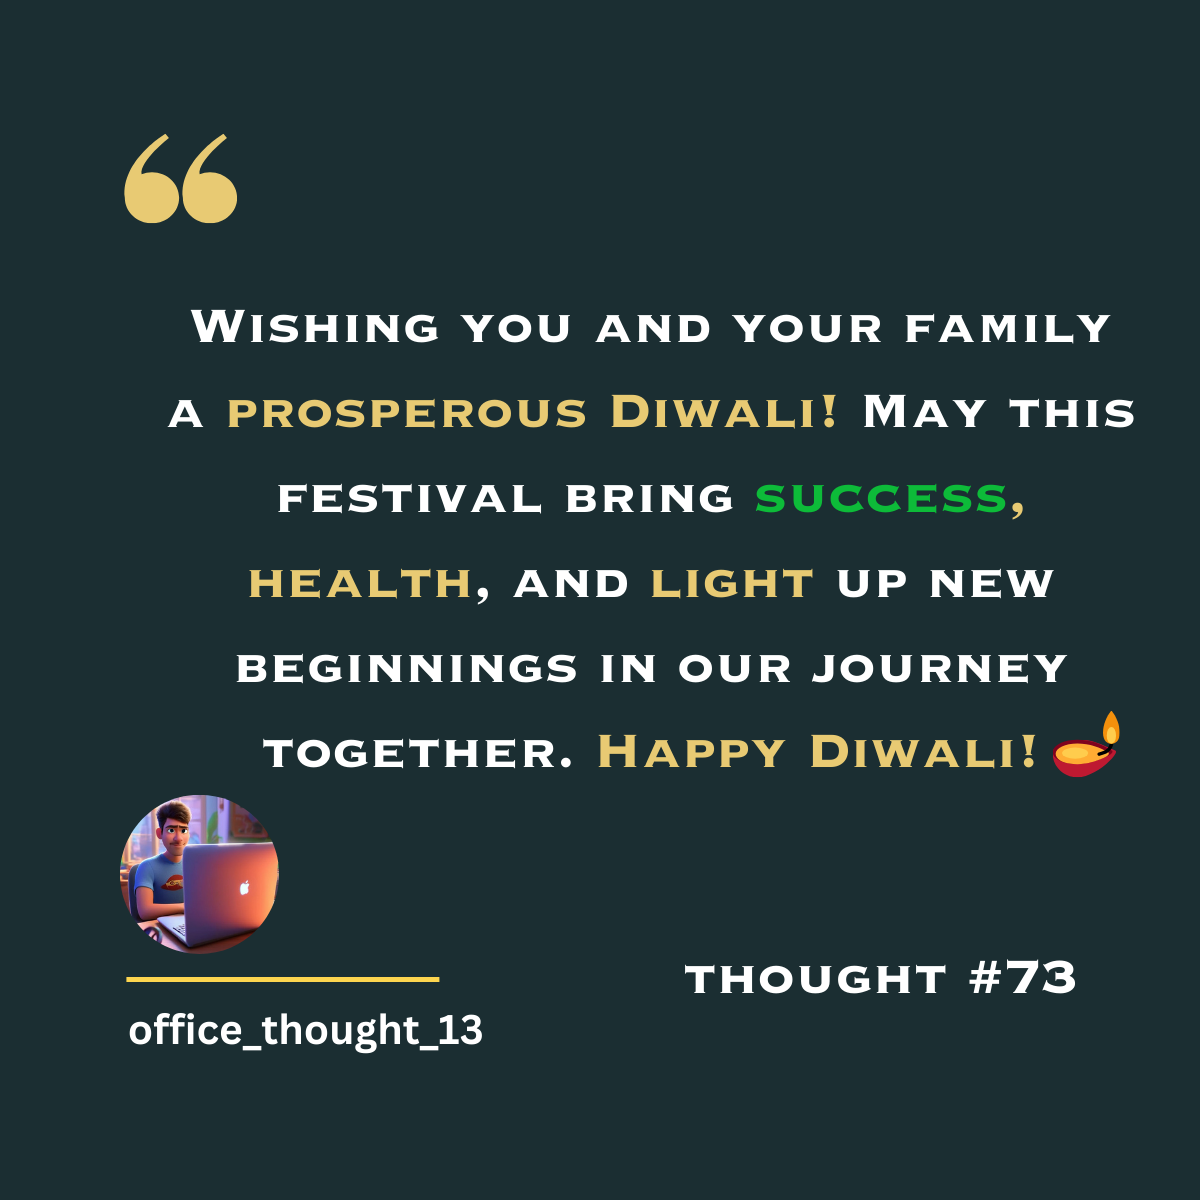 “
Wishing you and your family
a prosperous Diwali! May this
festival bring success,
health, and light up new
beginnings in our journey
together. Happy Diwali! 🪔
office_thought_13
thought #73